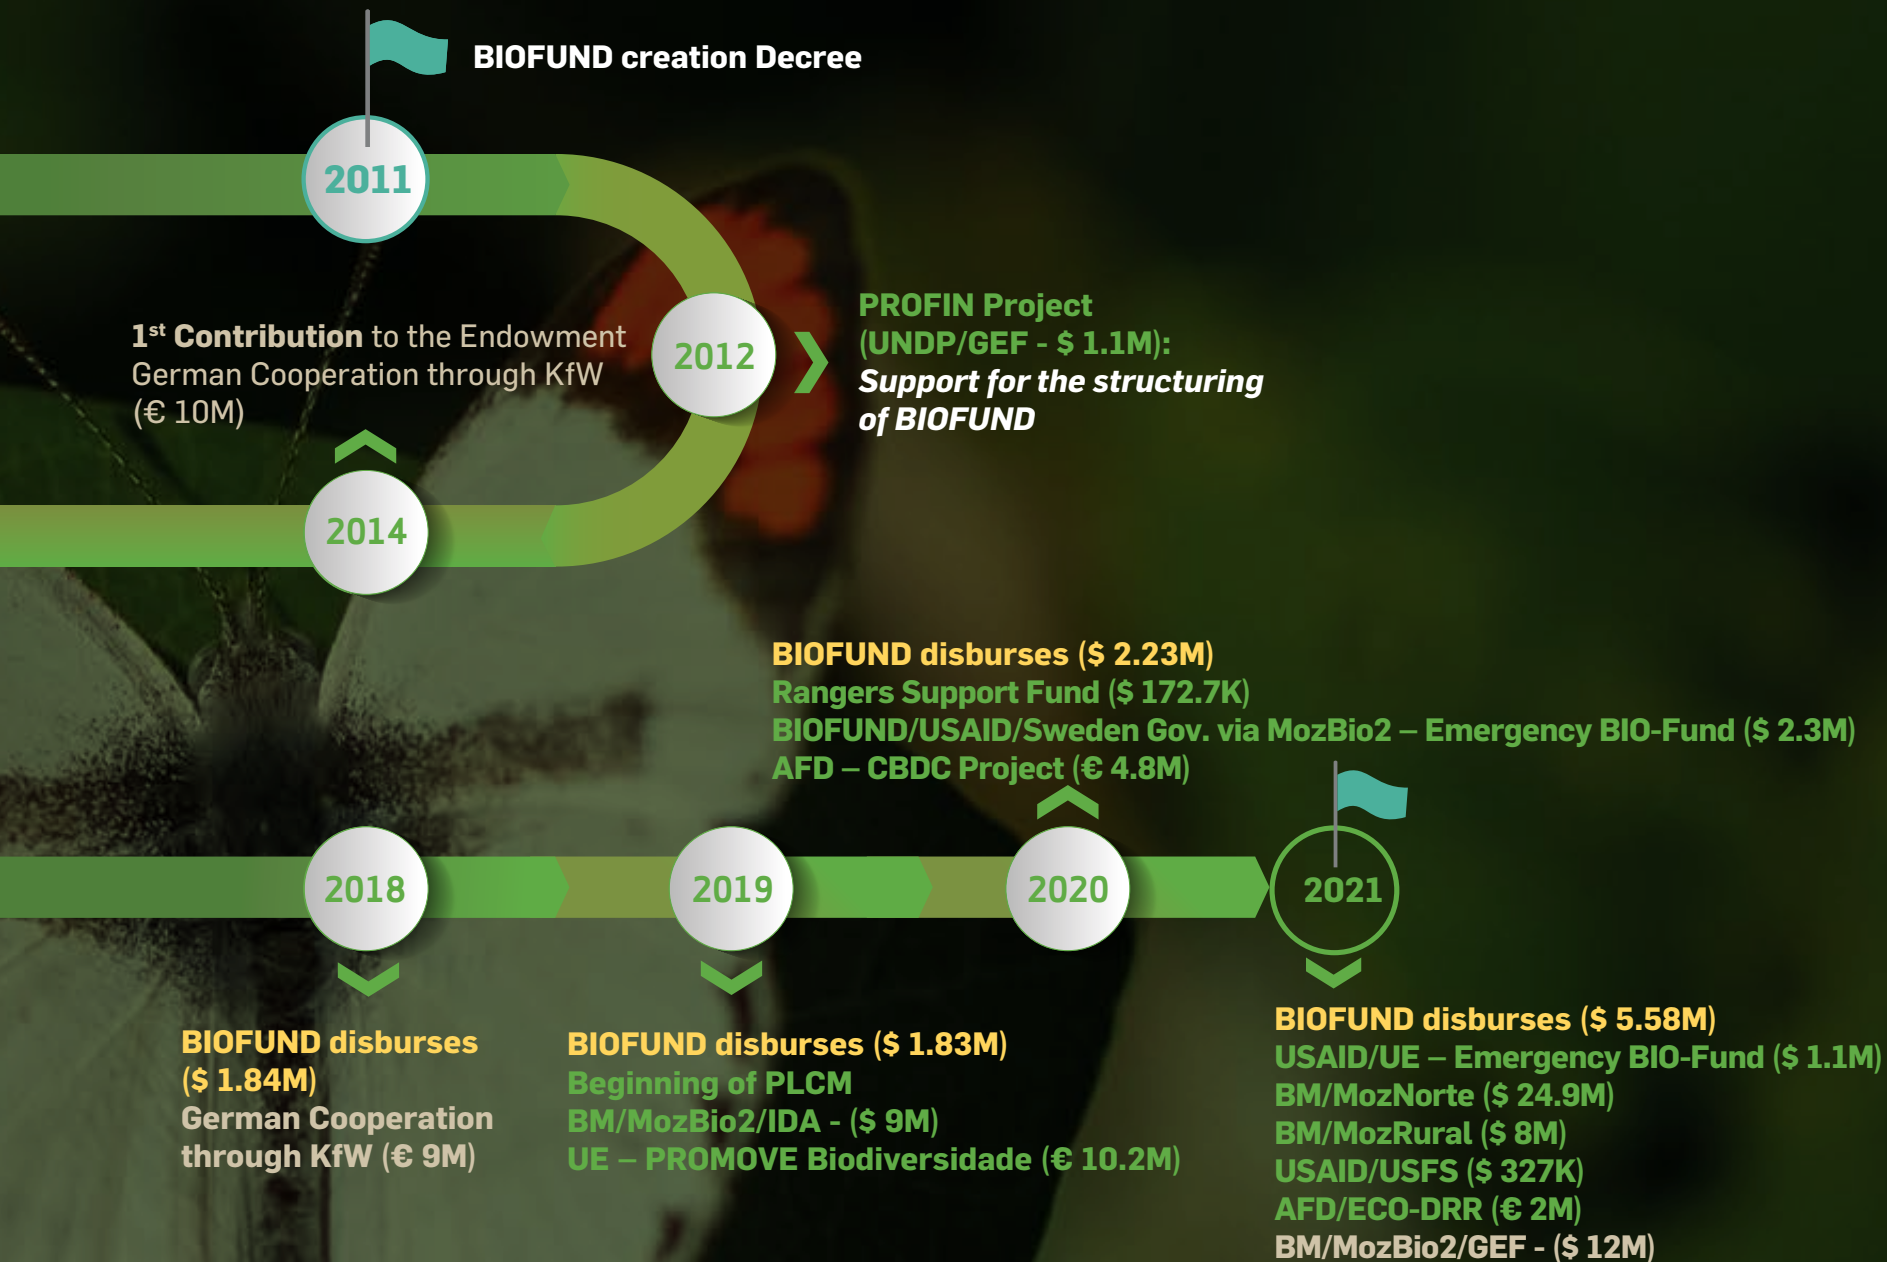 BIOFUND creation Decree
2011
2012
PROFIN Project
(UNDP/GEF - $ 1.1M):
Support for the structuring
of BIOFUND
1st Contribution to the Endowment
German Cooperation through KfW
(€ 10M)
2014
BIOFUND disburses ($ 2.23M)
Rangers Support Fund ($ 172.7K)
BIOFUND/USAID/Sweden Gov. via MozBio2 – Emergency BIO-Fund ($ 2.3M)
AFD – CBDC Project (€ 4.8M)
2018
2019
2020
2021
BIOFUND disburses
($ 1.84M)
German Cooperation
through KfW (€ 9M)
BIOFUND disburses ($ 1.83M)
Beginning of PLCM
BM/MozBio2/IDA - ($ 9M)
UE – PROMOVE Biodiversidade (€ 10.2M)
BIOFUND disburses ($ 5.58M)
USAID/UE – Emergency BIO-Fund ($ 1.1M)
BM/MozNorte ($ 24.9M)
BM/MozRural ($ 8M)
USAID/USFS ($ 327K)
AFD/ECO-DRR (€ 2M)
BM/MozBio2/GEF - ($ 12M)